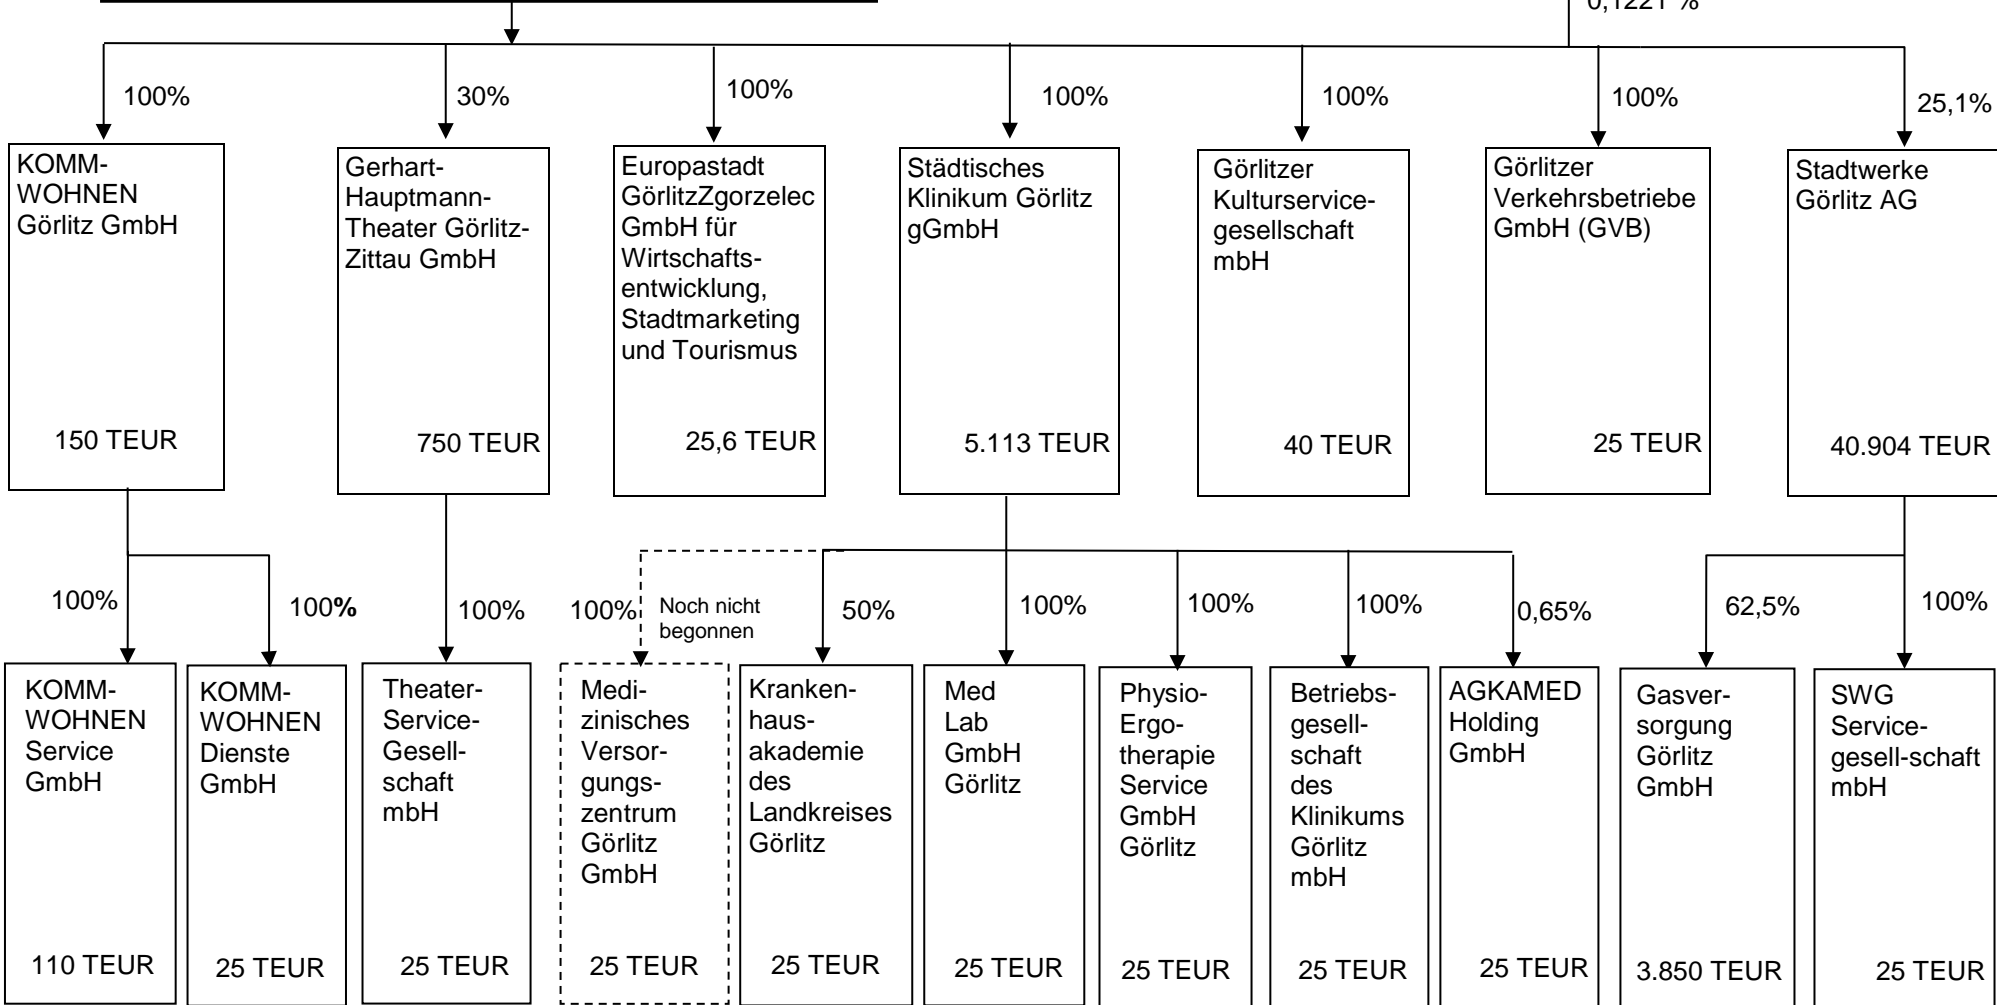 0,1221 %
100%
30%
100%
100%
100%
100%
25,1%
KOMM-
WOHNEN
Görlitz GmbH
150 TEUR
Gerhart-
Hauptmann-
Theater Görlitz-
Zittau GmbH
750 TEUR
Europastadt
GörlitzZgorzelec
GmbH für
Wirtschafts-
entwicklung,
Stadtmarketing
und Tourismus
25,6 TEUR
Städtisches
Klinikum Görlitz
gGmbH
5.113 TEUR
Görlitzer
Kulturservice-
gesellschaft
mbH
40 TEUR
Görlitzer
Verkehrsbetriebe
GmbH (GVB)
25 TEUR
Stadtwerke
Görlitz AG
40.904 TEUR
100%
100%
100%
100%
Noch nicht
begonnen
50%
100%
100%
100%
0,65%
62,5%
100%
KOMM-
WOHNEN
Service
GmbH
110 TEUR
KOMM-
WOHNEN
Dienste
GmbH
25 TEUR
Theater-
Service-
Gesell-
schaft
mbH
25 TEUR
Medi-
zinisches
Versor-
gungs-
zentrum
Görlitz
GmbH
25 TEUR
Kranken-
haus-
akademie
des
Landkreises
Görlitz
25 TEUR
Med
Lab
GmbH
Görlitz
25 TEUR
Physio-
Ergo-
therapie
Service
GmbH
Görlitz
25 TEUR
Betriebs-
gesell-
schaft
des
Klinikums
Görlitz
mbH
25 TEUR
AGKAMED
Holding
GmbH
25 TEUR
Gasver-
sorgung
Görlitz
GmbH
3.850 TEUR
SWG
Service-
gesell-schaft
mbH
25 TEUR